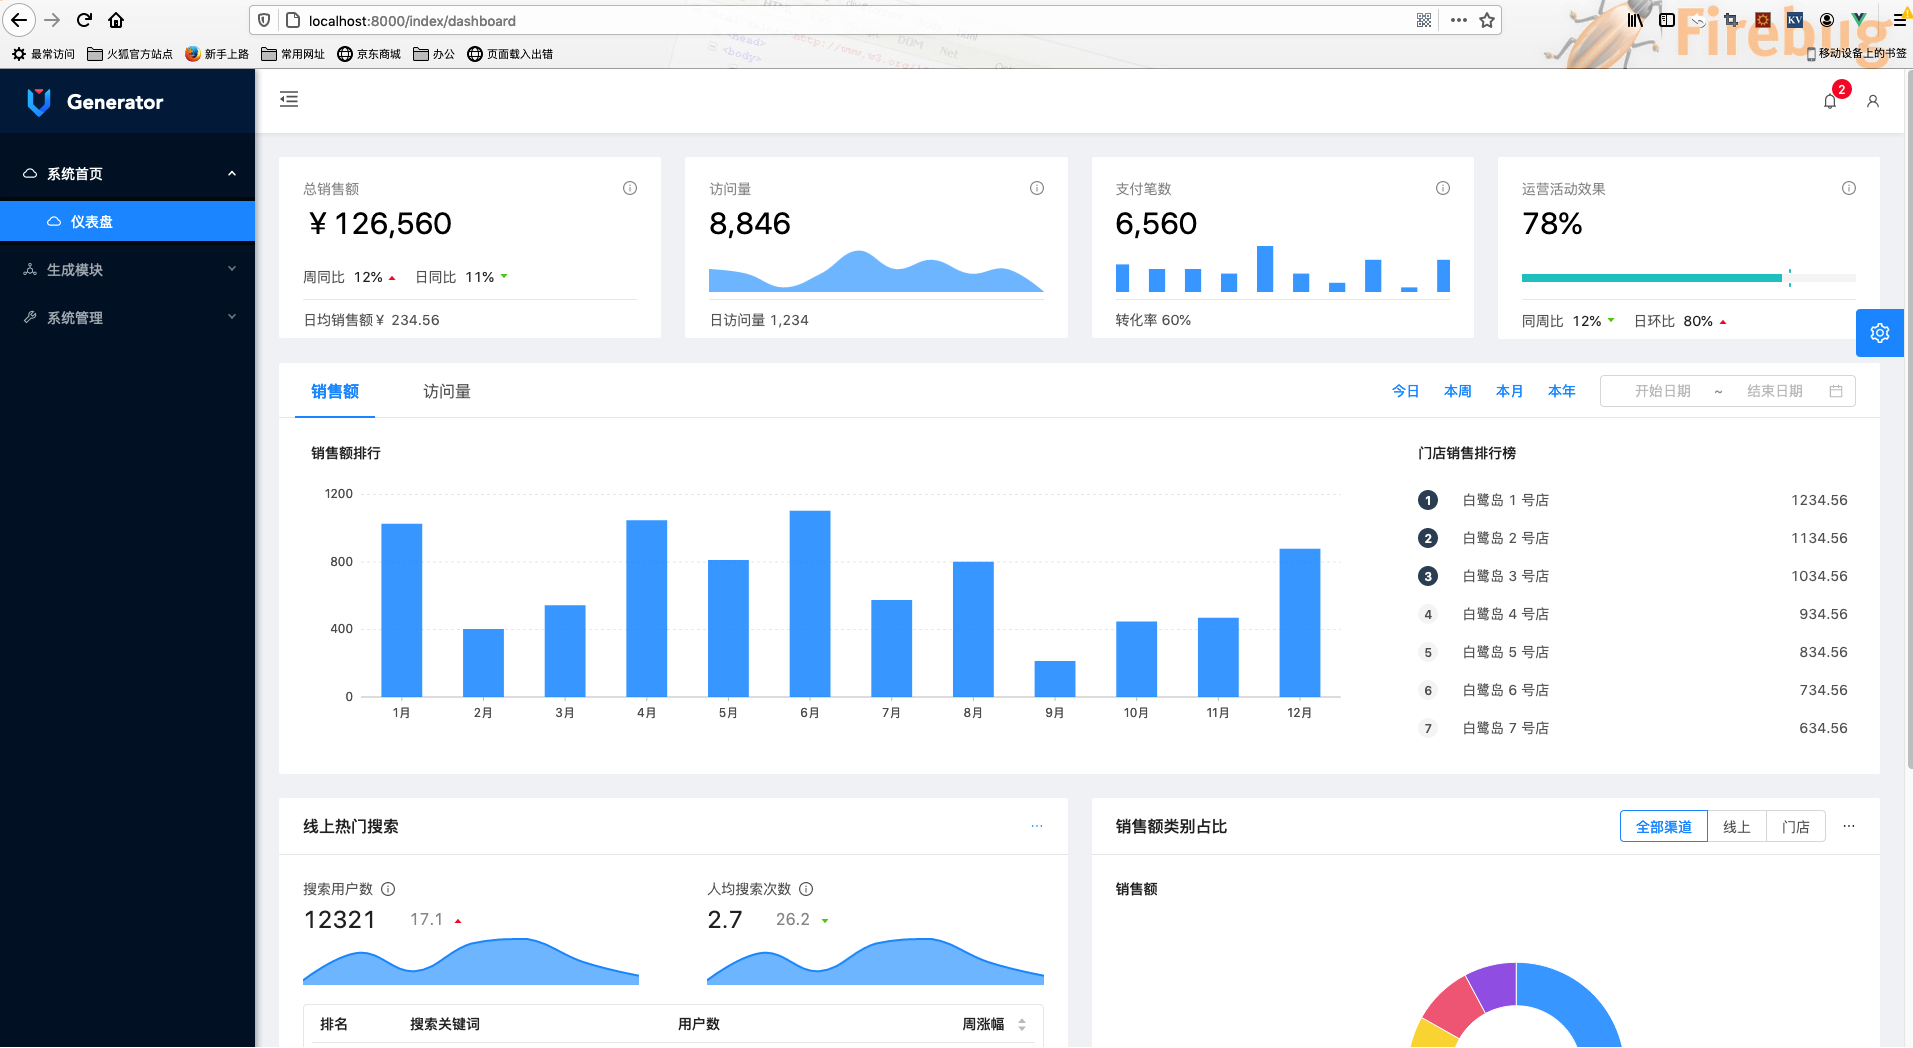 localhost:8000/index/dashboard
Firebug
最常访问 火狐官方站点 新手上路 常用网址 京东商城 办公 页面载入出错 移动设备上的书签
Generator
2
系统首页
仪表盘
生成模块
系统管理
总销售额
¥ 126,560
周同比 12% 日同比 11%
日均销售额¥ 234.56
访问量
8,846
日访问量 1,234
支付笔数
6,560
转化率 60%
运营活动效果
78%
同周比 12% 日环比 80%
销售额 访问量 今日 本周 本月 本年 开始日期 ~ 结束日期
销售额排行
1200
800
400
0
1月 2月 3月 4月 5月 6月 7月 8月 9月 10月 11月 12月
门店销售排行榜
1 白鹭岛 1 号店 1234.56
2 白鹭岛 2 号店 1134.56
3 白鹭岛 3 号店 1034.56
4 白鹭岛 4 号店 934.56
5 白鹭岛 5 号店 834.56
6 白鹭岛 6 号店 734.56
7 白鹭岛 7 号店 634.56
线上热门搜索
搜索用户数
12321 17.1
人均搜索次数
2.7 26.2
排名 搜索关键词 用户数 周涨幅
销售额类别占比 全部渠道 线上 门店
销售额